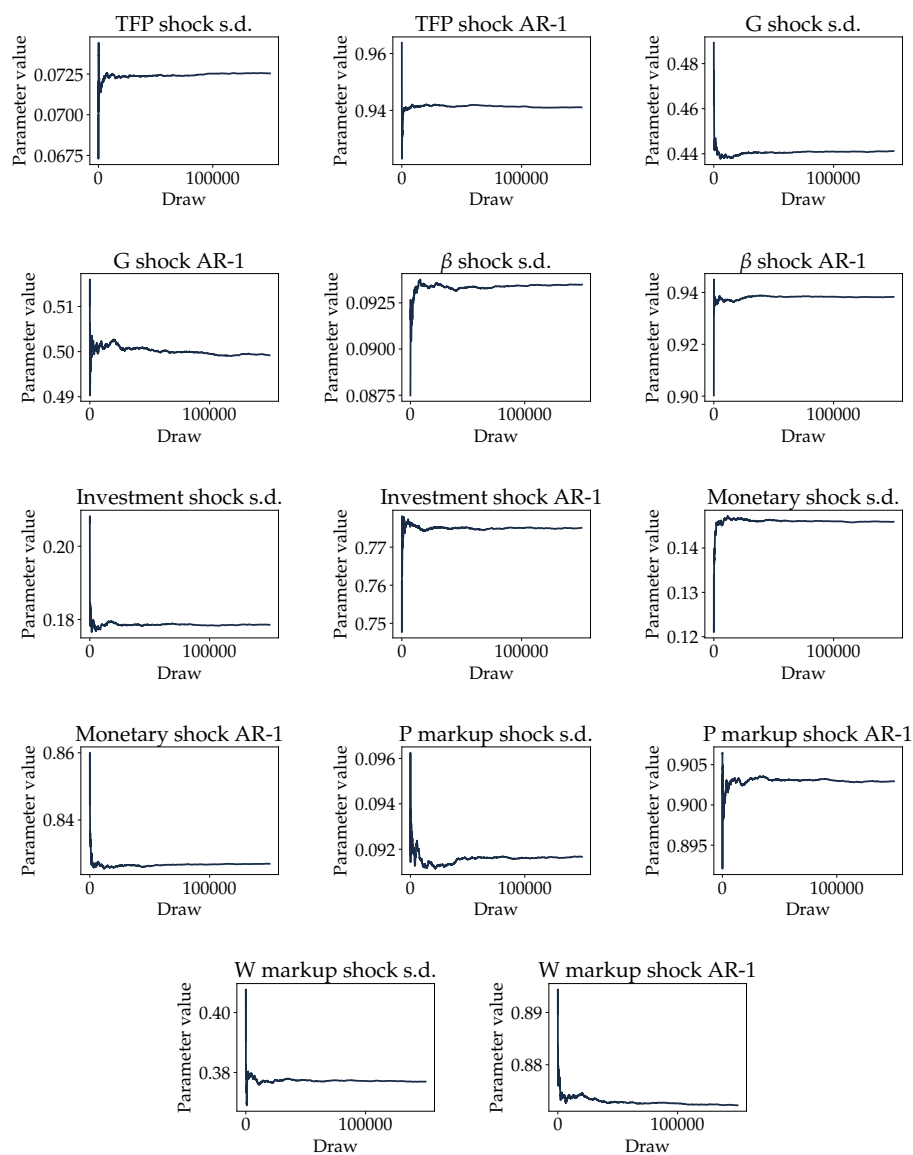 TFP shock s.d. TFP shock AR-1 G shock s.d.
Parameter value Parameter value Parameter value
0.0725 0.96 0.48
0.0700 0.94 0.46
0.0675 0.44
0 100000 0 100000 0 100000
Draw Draw Draw
G shock AR-1 β shock s.d. β shock AR-1
Parameter value Parameter value Parameter value
0.51 0.0925 0.94
0.50 0.0900 0.92
0.49 0.0875 0.90
0 100000 0 100000 0 100000
Draw Draw Draw
Investment shock s.d. Investment shock AR-1 Monetary shock s.d.
Parameter value Parameter value Parameter value
0.20 0.77 0.14
0.18 0.76 0.12
0.75
0 100000 0 100000 0 100000
Draw Draw Draw
Monetary shock AR-1 P markup shock s.d. P markup shock AR-1
Parameter value Parameter value Parameter value
0.86 0.096 0.905
0.84 0.094 0.900
0.092 0.895
0 100000 0 100000 0 100000
Draw Draw Draw
W markup shock s.d. W markup shock AR-1
Parameter value Parameter value
0.40 0.89
0.38 0.88
0 100000 0 100000
Draw Draw